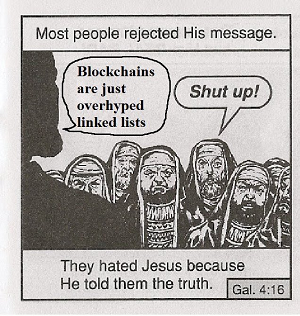 Most people rejected His message.
Blockchains
are just
overhyped
linked lists
Shut up!
They hated Jesus because
He told them the truth.
Gal. 4:16